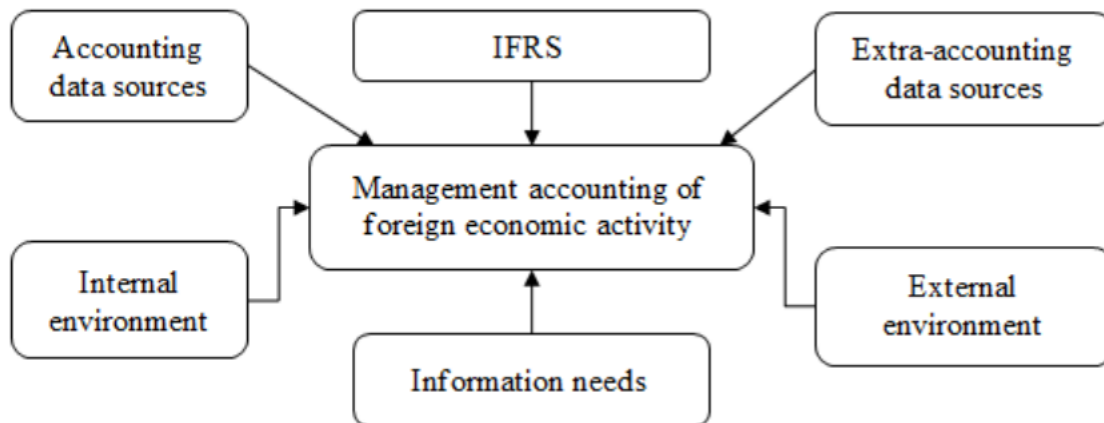 Accounting
data sources
IFRS
Extra-accounting
data sources
Management accounting of
foreign economic activity
Internal
environment
Information needs
External
environment